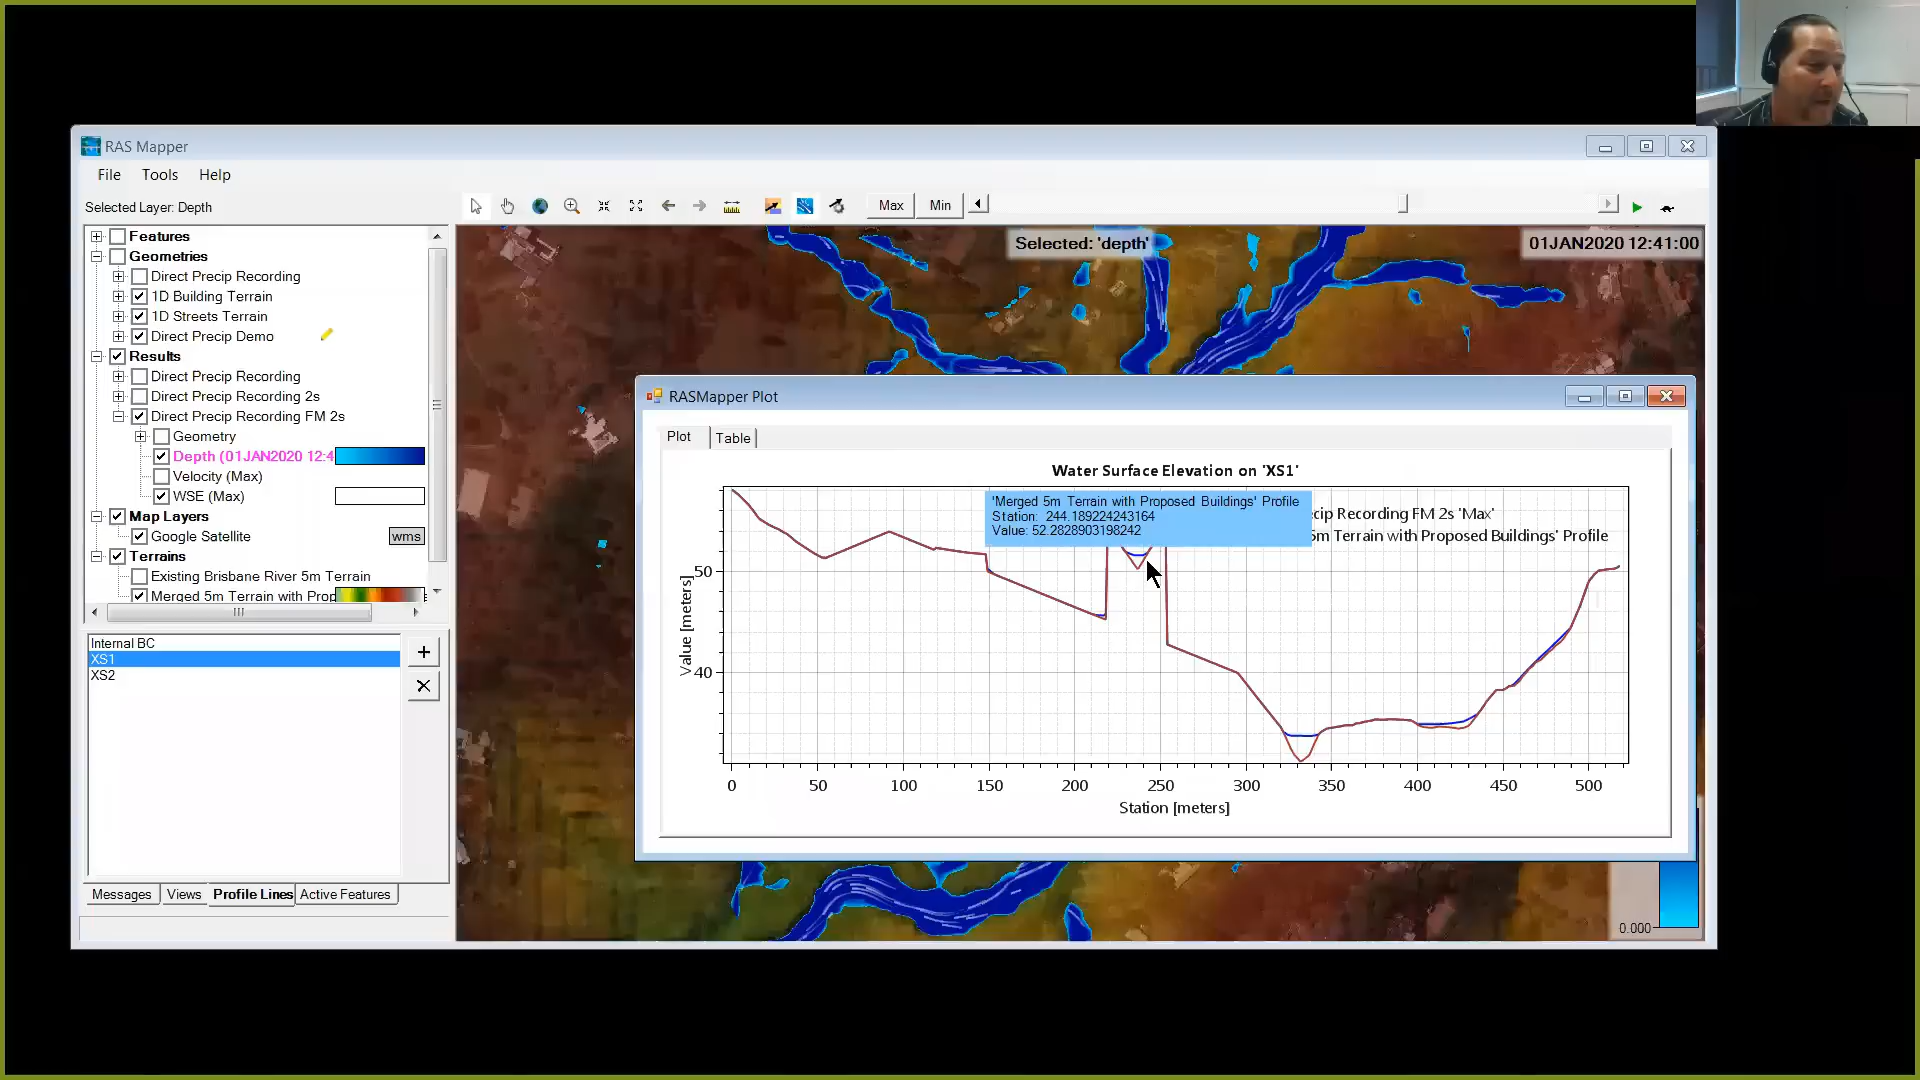 RAS Mapper
File Tools Help
Selected Layer: Depth
Max Min
Features
Geometries
Direct Precip Recording
1D Building Terrain
1D Streets Terrain
Direct Precip Demo
Results
Direct Precip Recording
Direct Precip Recording 2s
Direct Precip Recording FM 2s
Geometry
Depth (01JAN2020 12:4
Velocity (Max)
WSE (Max)
Map Layers
Google Satellite wms
Terrains
Existing Brisbane River 5m Terrain
Merged 5m Terrain with Prop
Internal BC
XS1
XS2
Messages Views Profile Lines Active Features
Selected: 'depth'
01JAN2020 12:41:00
RASMapper Plot
Plot Table
Water Surface Elevation on 'XS1'
'Merged 5m Terrain with Proposed Buildings' Profile
Station: 244.189224243164
Value: 52.2828903198242
cip Recording FM 2s 'Max'
5m Terrain with Proposed Buildings' Profile
Value [meters]
50
40
0 50 100 150 200 250 300 350 400 450 500
Station [meters]
0.000